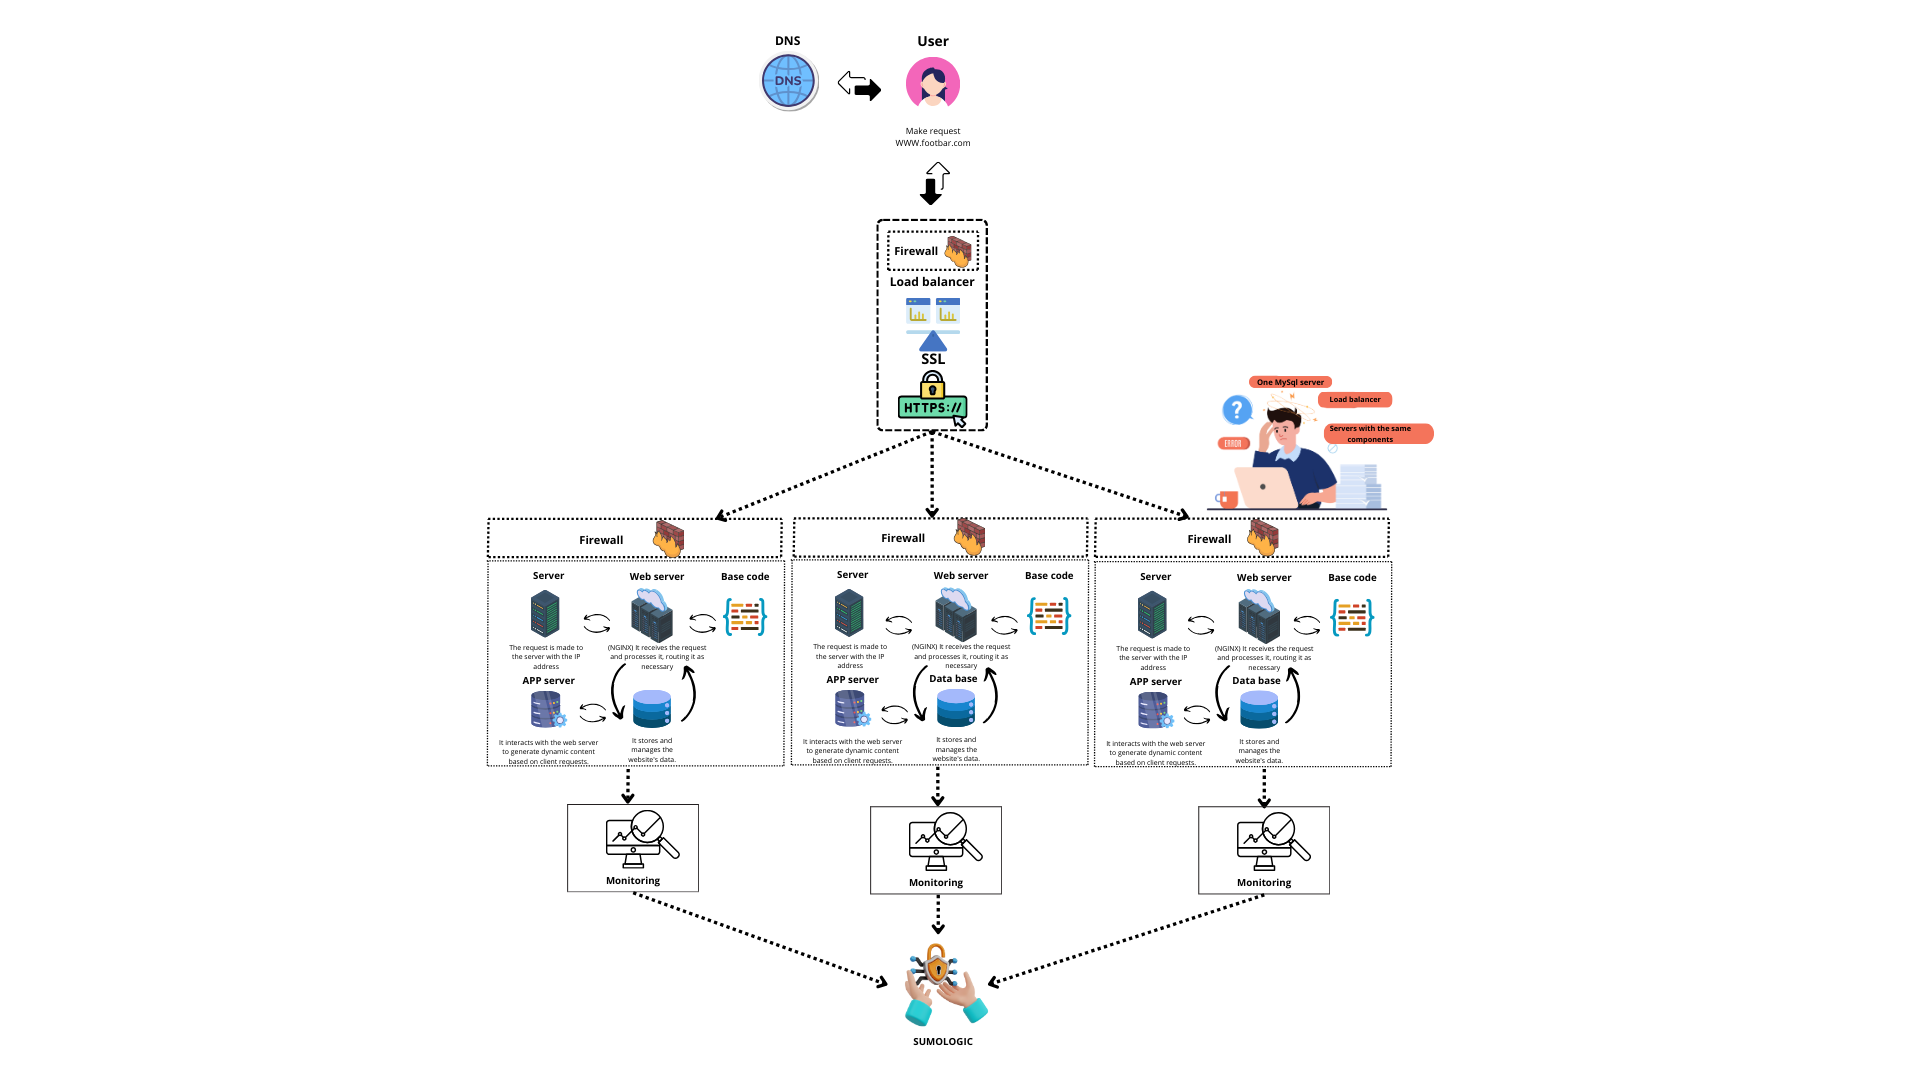 DNS
User
DNS
Make request
WWW.footbar.com
Firewall
Load balancer
SSL
HTTPS://
One MySql server
Load balancer
?
Servers with the same
components
ERROR
Firewall
Firewall
Firewall
Server
Web server
Base code
The request is made to
the server with the IP
address
(NGINX) It receives the request
and processes it, routing it as
necessary
APP server
It interacts with the web server
to generate dynamic content
based on client requests.
It stores and
manages the
website's data.
Server
Web server
Base code
The request is made to
the server with the IP
address
(NGINX) It receives the request
and processes it, routing it as
necessary
APP server
Data base
It interacts with the web server
to generate dynamic content
based on client requests.
It stores and
manages the
website's data.
Server
Web server
Base code
The request is made to
the server with the IP
address
(NGINX) It receives the request
and processes it, routing it as
necessary
APP server
Data base
It interacts with the web server
to generate dynamic content
based on client requests.
It stores and
manages the
website's data.
Monitoring
Monitoring
Monitoring
SUMOLOGIC